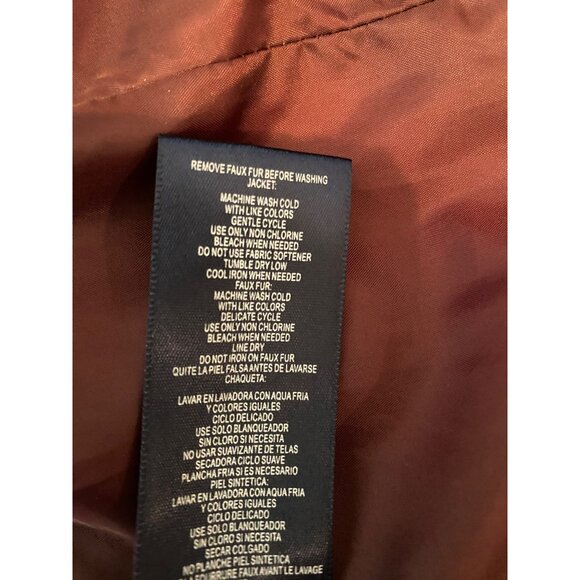 REMOVE FAUX FUR BEFORE WASHING
JACKET:
MACHINE WASH COLD
WITH LIKE COLORS
GENTLE CYCLE
USE ONLY NON CHLORINE
BLEACH WHEN NEEDED
DO NOT USE FABRIC SOFTENER
TUMBLE DRY LOW
COOL IRON WHEN NEEDED
FAUX FUR:
MACHINE WASH COLD
WITH LIKE COLORS
DELICATE CYCLE
USE ONLY NON CHLORINE
BLEACH WHEN NEEDED
LINE DRY
DO NOT IRON ON FAUX FUR
QUITE LA PIEL FALSA ANTES DE LAVARSE
CHAQUETA:
LAVAR EN LAVADORA CON AQUA FRIA
Y COLORES IGUALES
CICLO DELICADO
USE SOLO BLANQUEADOR
SIN CLORO SI NECESITA
NO USAR SUAVIZANTE DE TELAS
SECADORA CICLO SUAVE
PLANCHA FRIA SI ES NECESARIO
PIEL SINTETICA:
LAVAR EN LAVADORA CON AQUA FRIA
Y COLORES IGUALES
CICLO DELICADO
USE SOLO BLANQUEADOR
SIN CLORO SI NECESITA
SECAR COLGADO
NO PLANCHE PIEL SINTETICA
LA FOURRURE FAUX AVANT LE LAVAGE